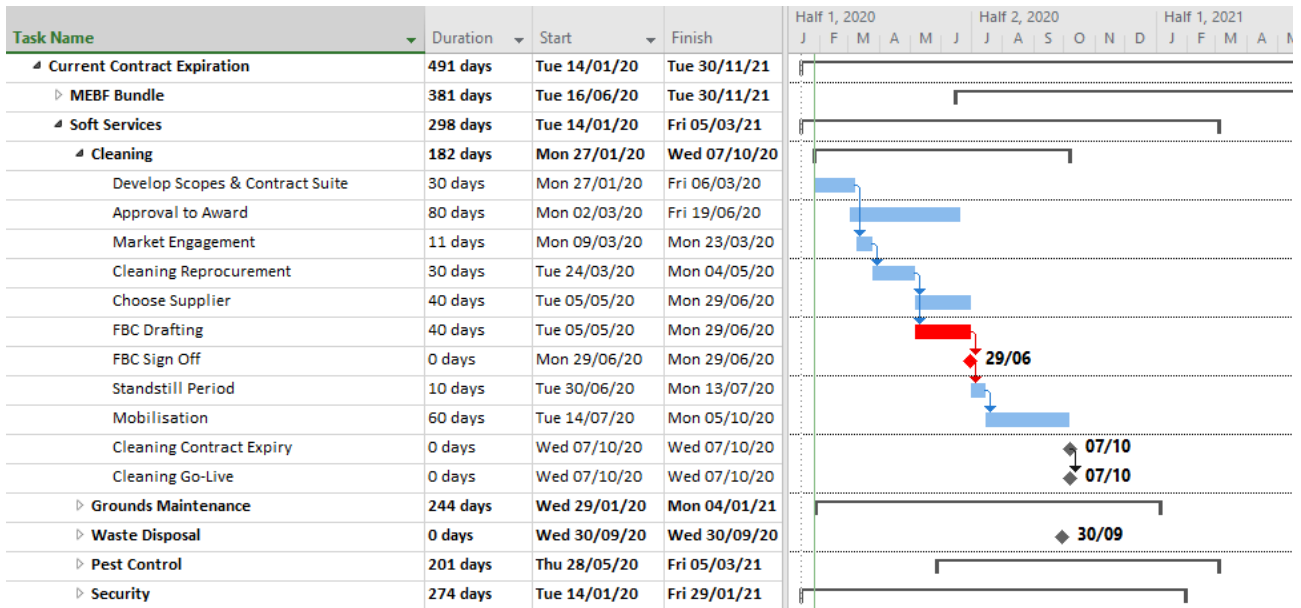 Half 1, 2020 Half 2, 2020 Half 1, 2021
Task Name Duration Start Finish J F M A M J J A S O N D J F M A
Current Contract Expiration 491 days Tue 14/01/20 Tue 30/11/21
MEBF Bundle 381 days Tue 16/06/20 Tue 30/11/21
Soft Services 298 days Tue 14/01/20 Fri 05/03/21
Cleaning 182 days Mon 27/01/20 Wed 07/10/20
Develop Scopes & Contract Suite 30 days Mon 27/01/20 Fri 06/03/20
Approval to Award 80 days Mon 02/03/20 Fri 19/06/20
Market Engagement 11 days Mon 09/03/20 Mon 23/03/20
Cleaning Reprocurement 30 days Tue 24/03/20 Mon 04/05/20
Choose Supplier 40 days Tue 05/05/20 Mon 29/06/20
FBC Drafting 40 days Tue 05/05/20 Mon 29/06/20
FBC Sign Off 0 days Mon 29/06/20 Mon 29/06/20 29/06
Standstill Period 10 days Tue 30/06/20 Mon 13/07/20
Mobilisation 60 days Tue 14/07/20 Mon 05/10/20
Cleaning Contract Expiry 0 days Wed 07/10/20 Wed 07/10/20 07/10
Cleaning Go-Live 0 days Wed 07/10/20 Wed 07/10/20 07/10
Grounds Maintenance 244 days Wed 29/01/20 Mon 04/01/21
Waste Disposal 0 days Wed 30/09/20 Wed 30/09/20 30/09
Pest Control 201 days Thu 28/05/20 Fri 05/03/21
Security 274 days Tue 14/01/20 Fri 29/01/21